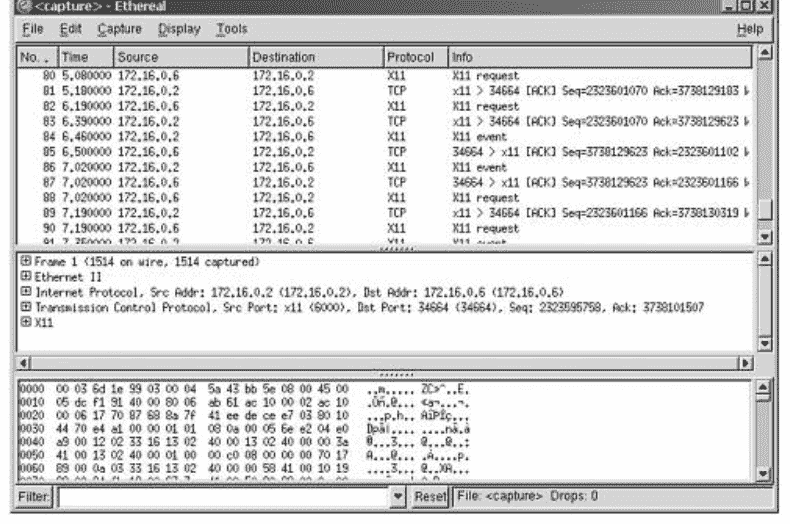 <capture> - Ethereal
File Edit Capture Display Tools Help
No. . Time Source Destination Protocol Info
80 5.080000 172.16.0.6 172.16.0.2 X11 X11 request
81 5.180000 172.16.0.2 172.16.0.6 TCP x11 > 34664 [ACK] Seq=2323601070 Ack=3738129183
82 6.190000 172.16.0.6 172.16.0.2 X11 X11 request
83 6.390000 172.16.0.2 172.16.0.6 TCP x11 > 34664 [ACK] Seq=2323601070 Ack=3738129623
84 6.460000 172.16.0.2 172.16.0.6 X11 X11 event
85 6.500000 172.16.0.6 172.16.0.2 TCP 34664 > x11 [ACK] Seq=3738129623 Ack=2323601102
86 7.020000 172.16.0.2 172.16.0.6 X11 X11 event
87 7.020000 172.16.0.6 172.16.0.2 TCP 34664 > x11 [ACK] Seq=3738129623 Ack=2323601166
88 7.020000 172.16.0.6 172.16.0.2 X11 X11 request
89 7.190000 172.16.0.2 172.16.0.6 TCP x11 > 34664 [ACK] Seq=2323601166 Ack=3738130319
90 7.190000 172.16.0.6 172.16.0.2 X11 X11 request
Frame 1 (1514 on wire, 1514 captured)
Ethernet II
Internet Protocol, Src Addr: 172.16.0.2 (172.16.0.2), Dst Addr: 172.16.0.6 (172.16.0.6)
Transmission Control Protocol, Src Port: x11 (6000), Dst Port: 34664 (34664), Seq: 2323595758, Ack: 3738101507
X11
0000 00 03 6d 1e 99 03 00 04 5a 43 bb 5e 08 00 45 00
0010 05 dc f1 91 40 00 80 06 ab 61 ac 10 00 02 ac 10
0020 00 06 17 70 87 68 8a 7f 41 ee de ce e7 03 80 10
0030 44 70 e4 a1 00 00 01 01 08 0a 00 05 6e e2 04 e0
0040 a9 00 12 02 33 16 13 02 40 00 13 02 40 00 00 3a
0050 41 00 13 02 40 00 01 00 00 c0 08 00 00 00 70 17
0060 89 00 0a 03 33 16 13 02 40 00 00 58 41 00 10 19
Filter: Reset File: <capture> Drops: 0